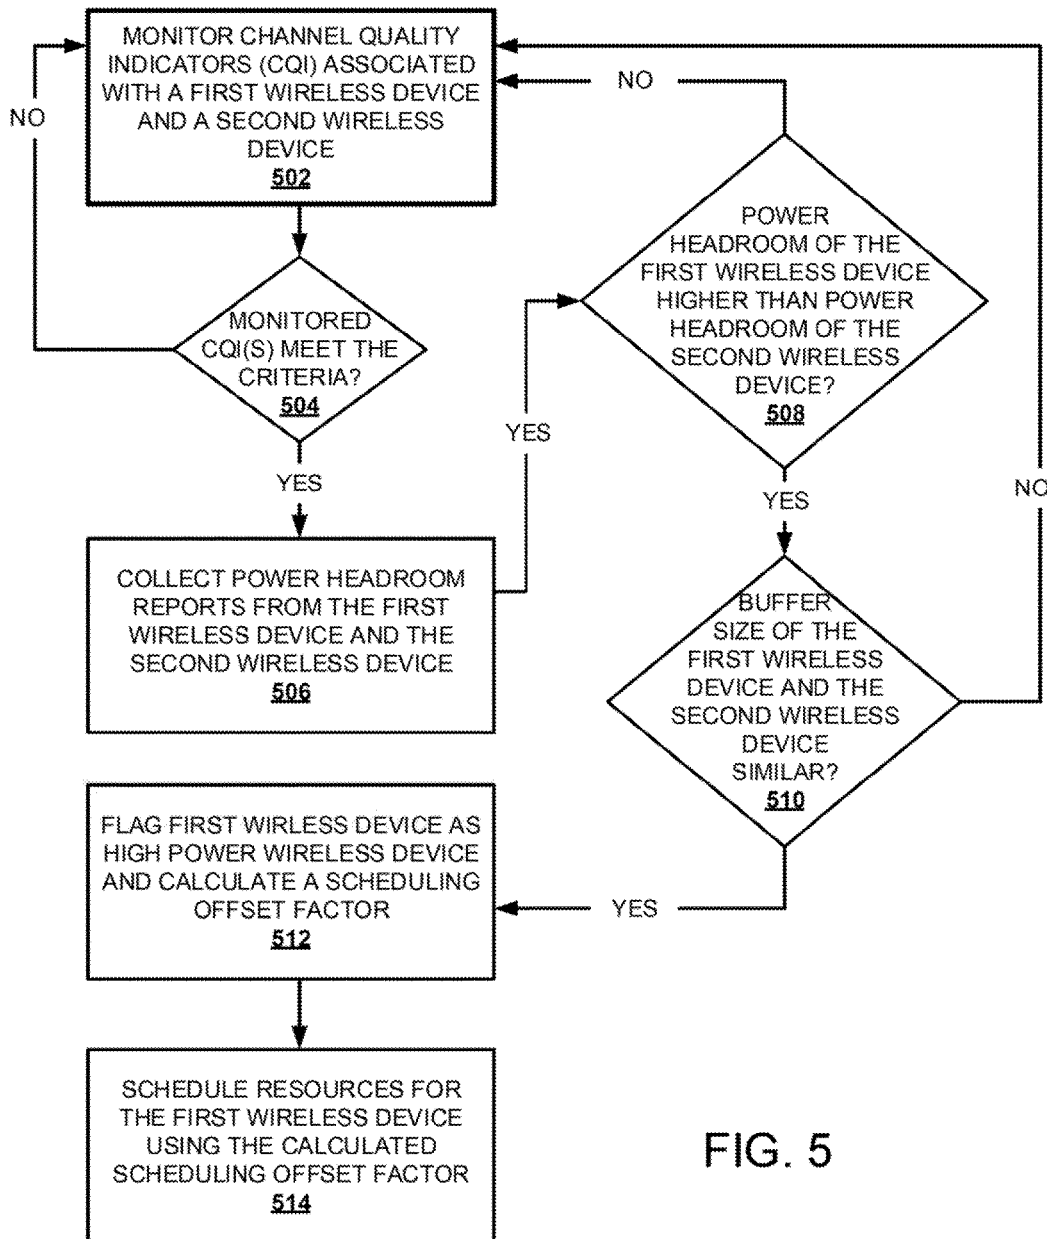 MONITOR CHANNEL QUALITY
INDICATORS (CQI) ASSOCIATED
WITH A FIRST WIRELESS DEVICE
AND A SECOND WIRELESS
DEVICE
502
NO
MONITORED
CQI(S) MEET THE
CRITERIA?
504
YES
COLLECT POWER HEADROOM
REPORTS FROM THE FIRST
WIRELESS DEVICE AND THE
SECOND WIRELESS DEVICE
506
YES
NO
POWER
HEADROOM OF THE
FIRST WIRELESS DEVICE
HIGHER THAN POWER
HEADROOM OF THE
SECOND WIRELESS
DEVICE?
508
YES
NO
BUFFER
SIZE OF THE
FIRST WIRELESS
DEVICE AND THE
SECOND WIRELESS
DEVICE
SIMILAR?
510
YES
FLAG FIRST WIRLESS DEVICE AS
HIGH POWER WIRELESS DEVICE
AND CALCULATE A SCHEDULING
OFFSET FACTOR
512
SCHEDULE RESOURCES FOR
THE FIRST WIRELESS DEVICE
USING THE CALCULATED
SCHEDULING OFFSET FACTOR
514
FIG. 5